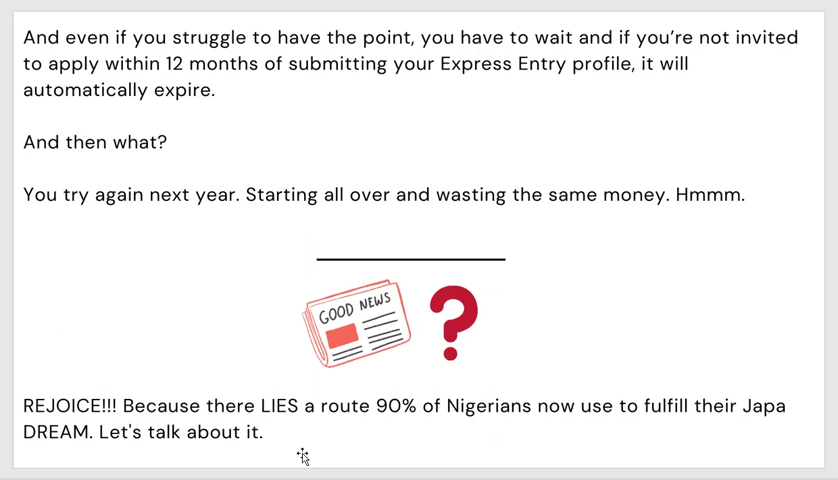 And even if you struggle to have the point, you have to wait and if you’re not invited
to apply within 12 months of submitting your Express Entry profile, it will
automatically expire.
And then what?
You try again next year. Starting all over and wasting the same money. Hmmm.
GOOD NEWS
?
REJOICE!!! Because there LIES a route 90% of Nigerians now use to fulfill their Japa
DREAM. Let's talk about it.